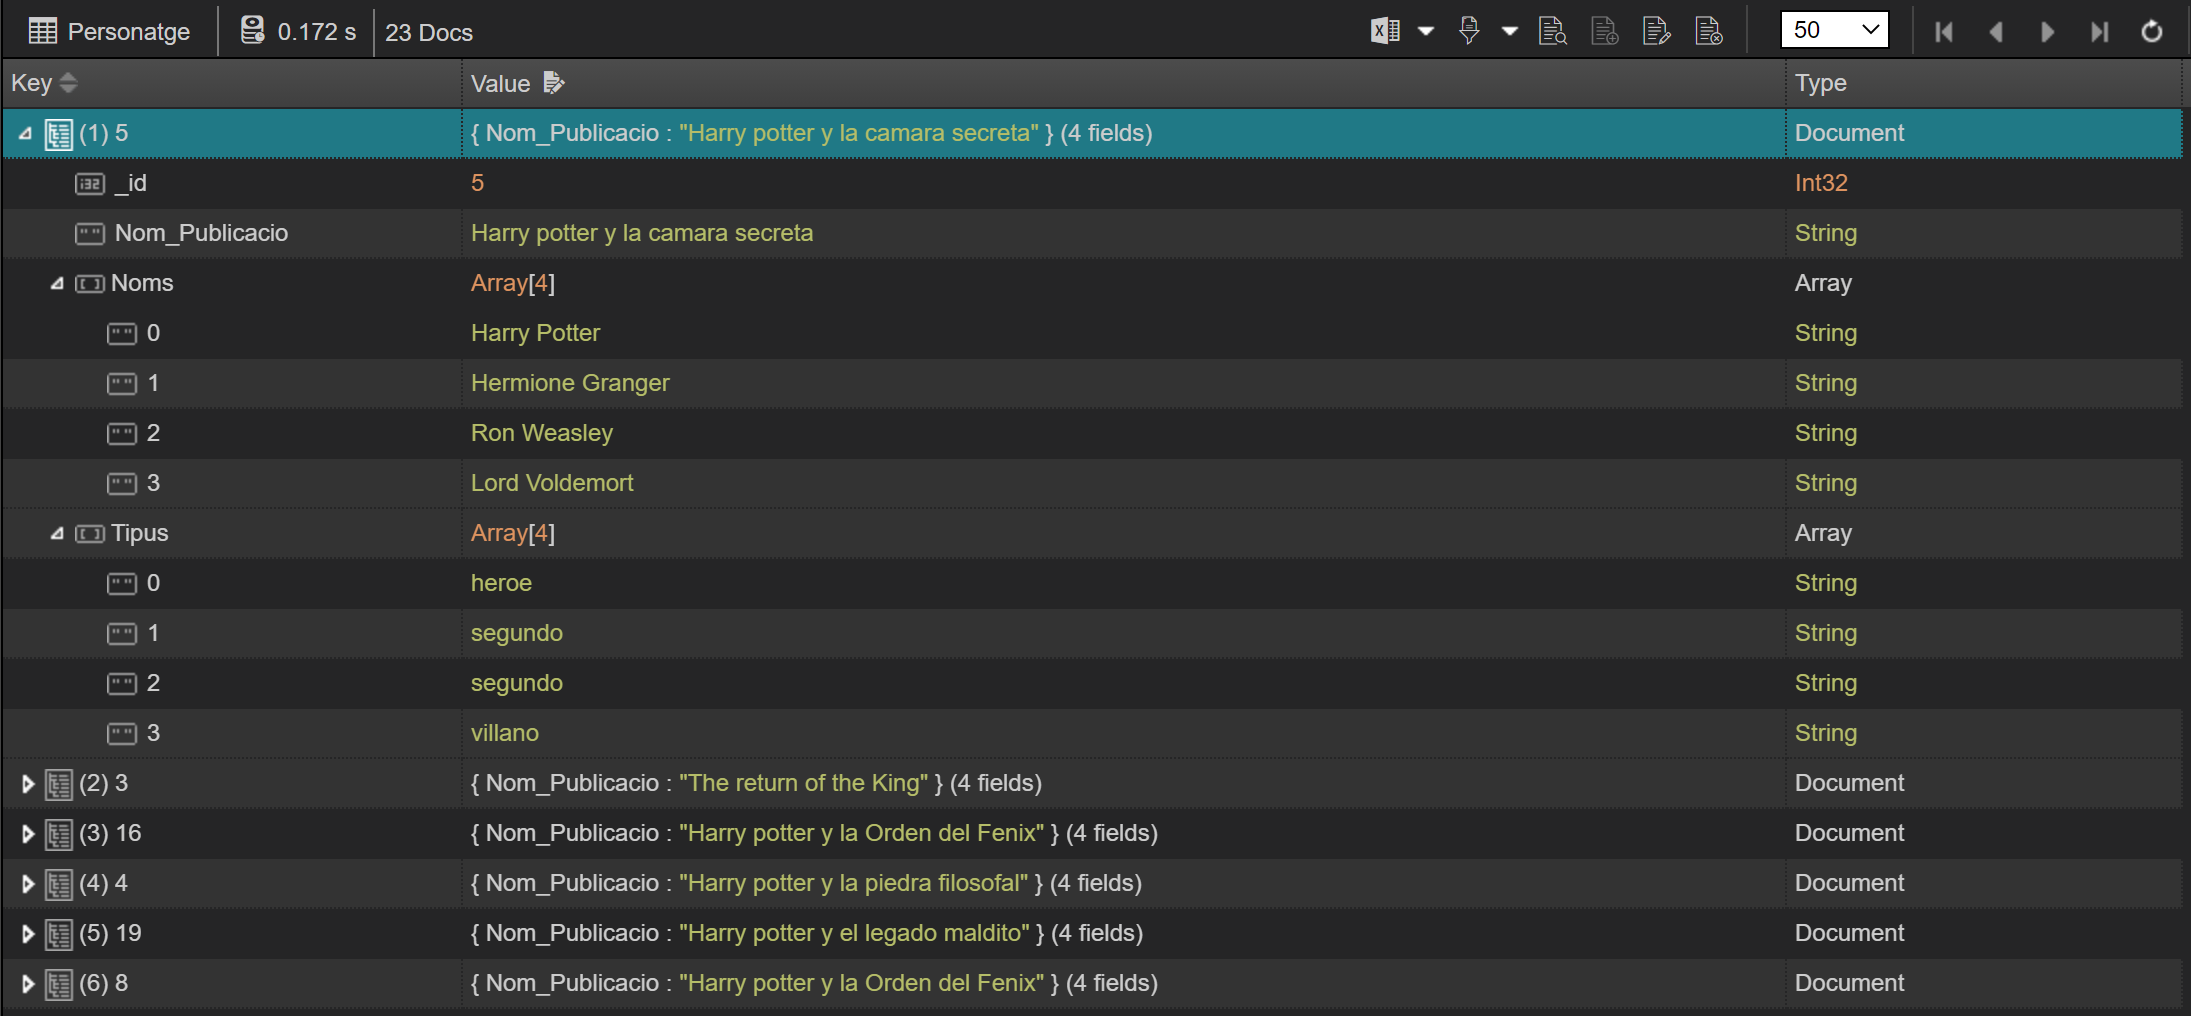 Personatge 0.172 s 23 Docs 50
Key Value Type
(1) 5 { Nom_Publicacio : "Harry potter y la camara secreta" } (4 fields) Document
_id 5 Int32
Nom_Publicacio Harry potter y la camara secreta String
Noms Array[4] Array
0 Harry Potter String
1 Hermione Granger String
2 Ron Weasley String
3 Lord Voldemort String
Tipus Array[4] Array
0 heroe String
1 segundo String
2 segundo String
3 villano String
(2) 3 { Nom_Publicacio : "The return of the King" } (4 fields) Document
(3) 16 { Nom_Publicacio : "Harry potter y la Orden del Fenix" } (4 fields) Document
(4) 4 { Nom_Publicacio : "Harry potter y la piedra filosofal" } (4 fields) Document
(5) 19 { Nom_Publicacio : "Harry potter y el legado maldito" } (4 fields) Document
(6) 8 { Nom_Publicacio : "Harry potter y la Orden del Fenix" } (4 fields) Document